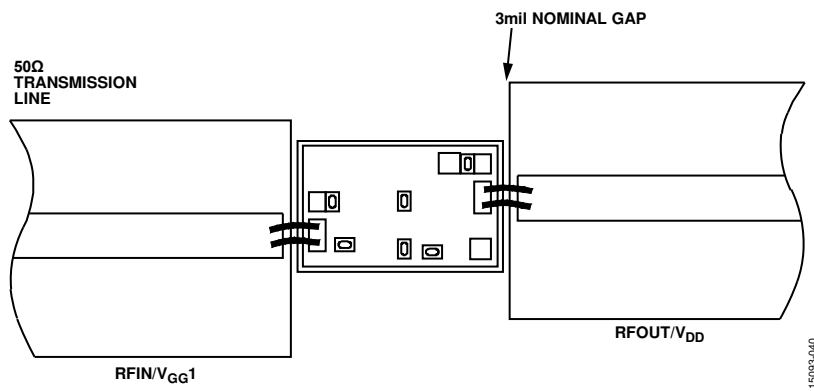 3mil NOMINAL GAP
50Ω
TRANSMISSION
LINE
RFOUT/VDD
RFIN/VGG1
15093-040